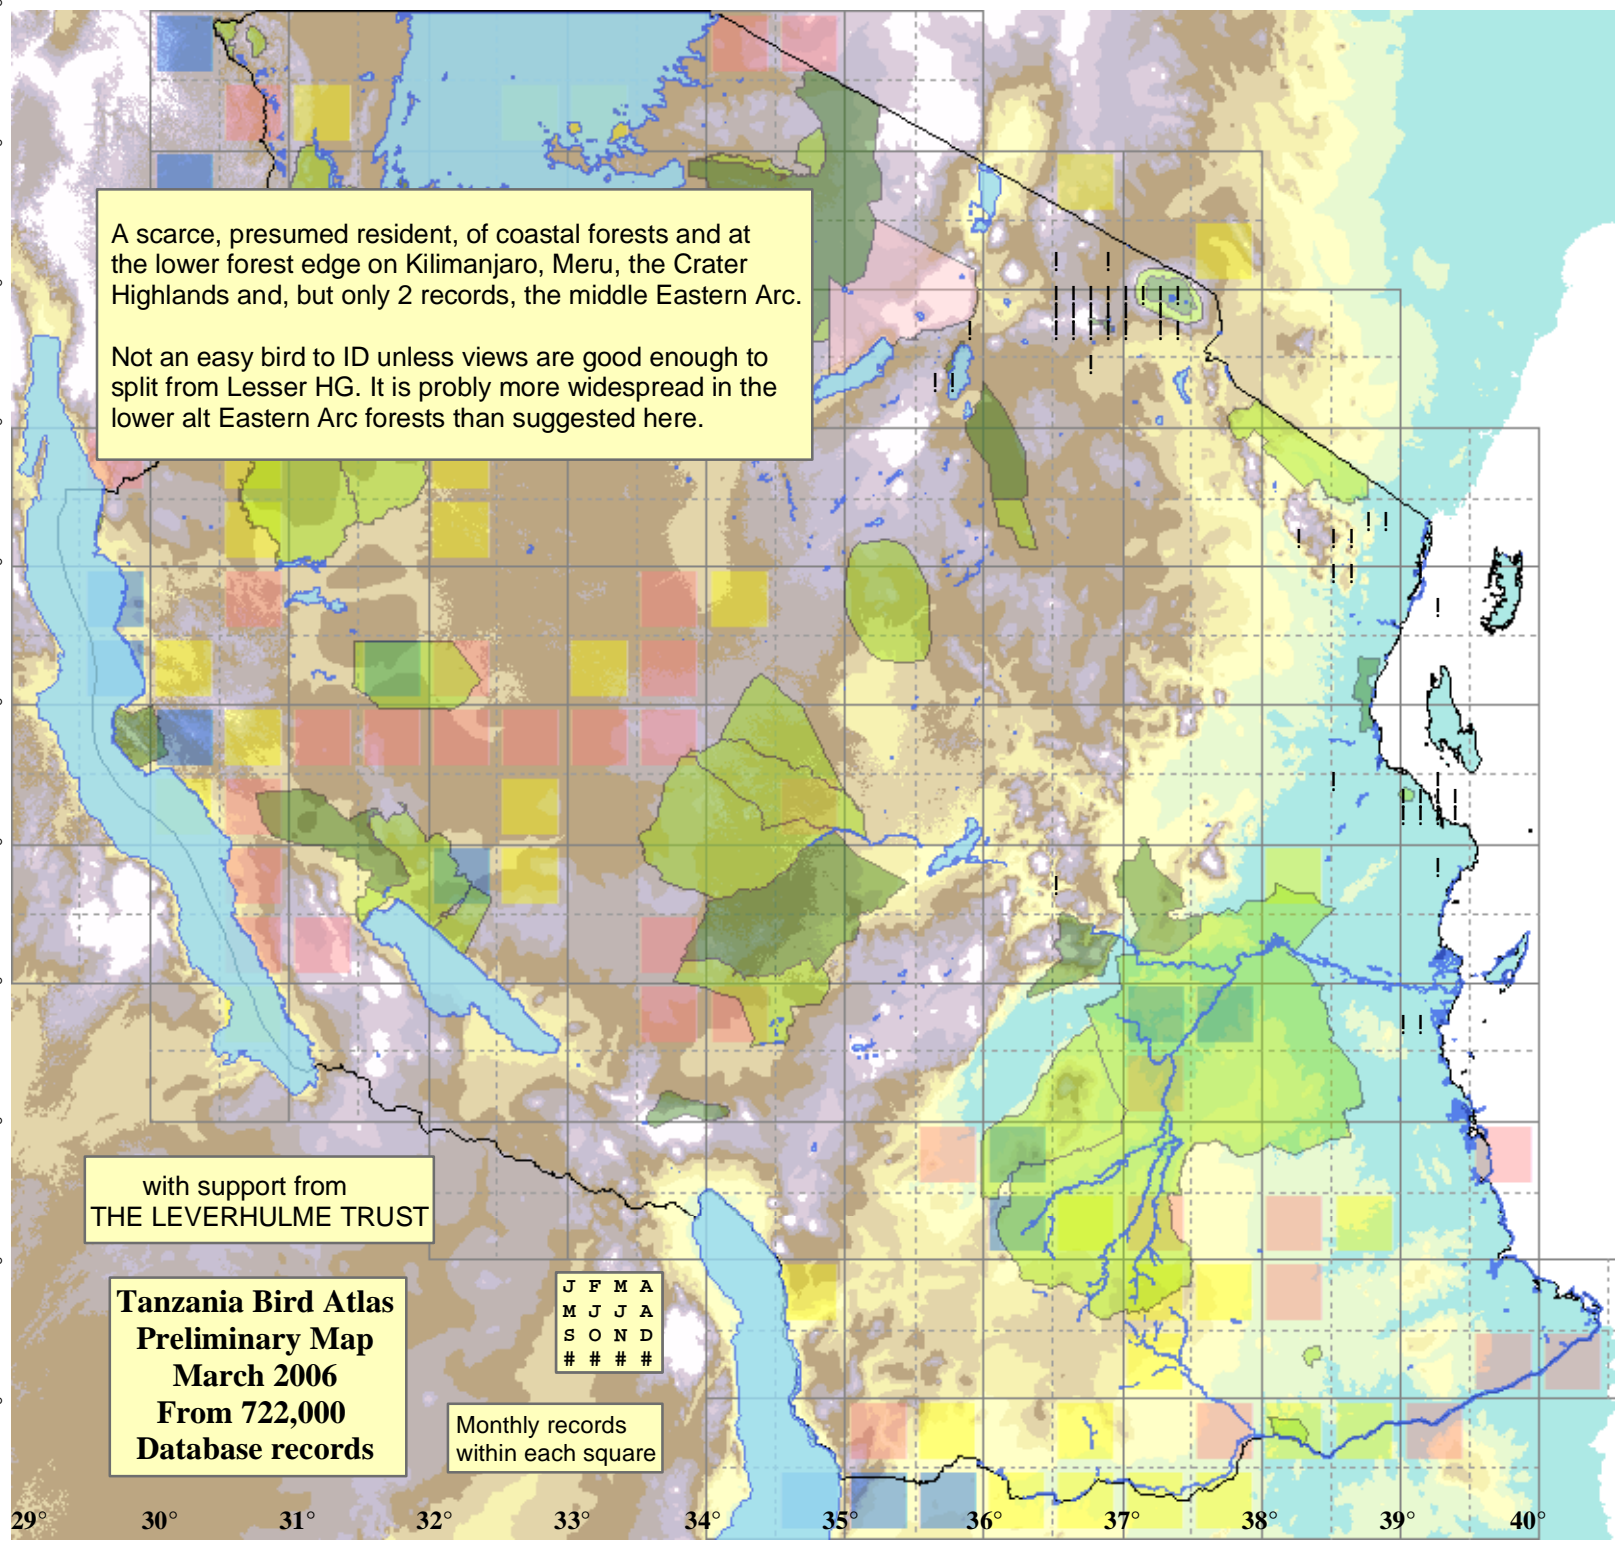 A scarce, presumed resident, of coastal forests and at
the lower forest edge on Kilimanjaro, Meru, the Crater
Highlands and, but only 2 records, the middle Eastern Arc.
Not an easy bird to ID unless views are good enough to
split from Lesser HG. It is probly more widespread in the
lower alt Eastern Arc forests than suggested here.
with support from
THE LEVERHULME TRUST
Tanzania Bird Atlas
Preliminary Map
March 2006
From 722,000
Database records
J F M A
M J J A
S O N D
# # # #
Monthly records
within each square
29° 30° 31° 32° 33° 34° 35° 36° 37° 38° 39° 40°